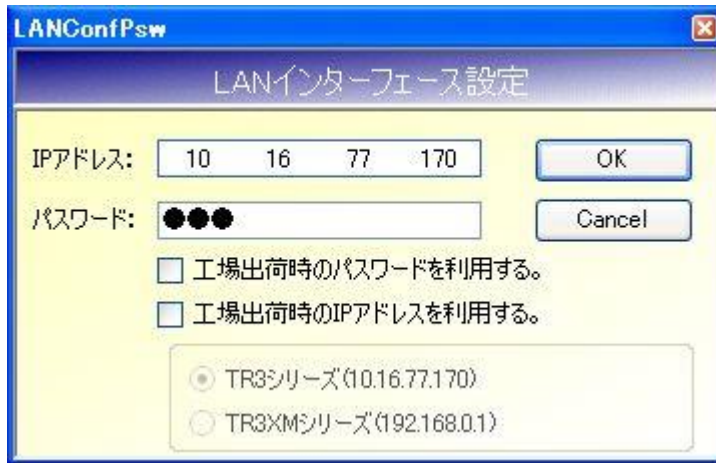 LANConfPsw
LANインターフェース設定
IPアドレス: 10 16 77 170 OK
パスワード: ●●● Cancel
工場出荷時のパスワードを利用する。
工場出荷時のIPアドレスを利用する。
TR3シリーズ(10.16.77.170)
TR3XMシリーズ(192.168.0.1)